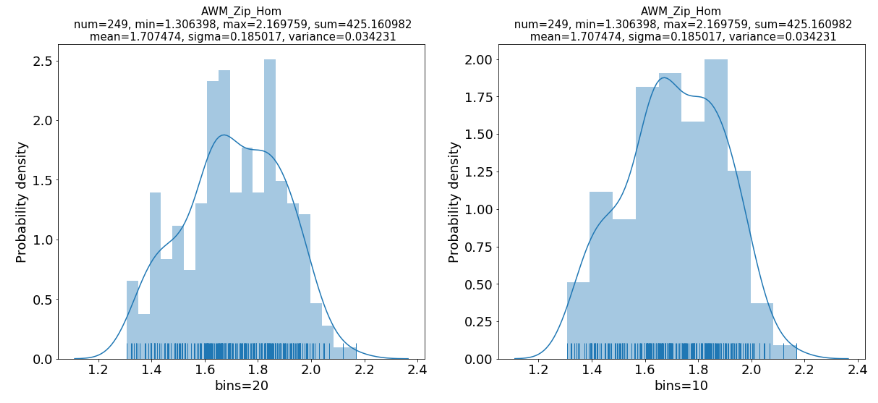 AWM_Zip_Hom
num=249, min=1.306398, max=2.169759, sum=425.160982
mean=1.707474, sigma=0.185017, variance=0.034231
2.5
2.0
1.5
1.0
0.5
0.0
Probability density
1.2 1.4 1.6 1.8 2.0 2.2 2.4
bins=20
AWM_Zip_Hom
num=249, min=1.306398, max=2.169759, sum=425.160982
mean=1.707474, sigma=0.185017, variance=0.034231
2.00
1.75
1.50
1.25
1.00
0.75
0.50
0.25
0.00
Probability density
1.2 1.4 1.6 1.8 2.0 2.2 2.4
bins=10